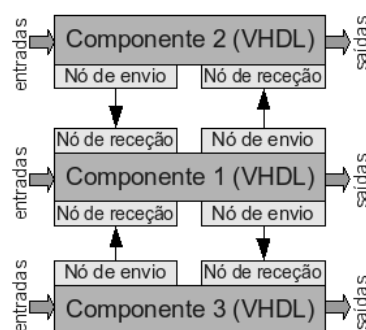 entradas
Componente 2 (VHDL)
saídas
Nó de envio
Nó de receção
Nó de receção
Nó de envio
entradas
Componente 1 (VHDL)
saídas
Nó de receção
Nó de envio
Nó de envio
Nó de receção
entradas
Componente 3 (VHDL)
saídas